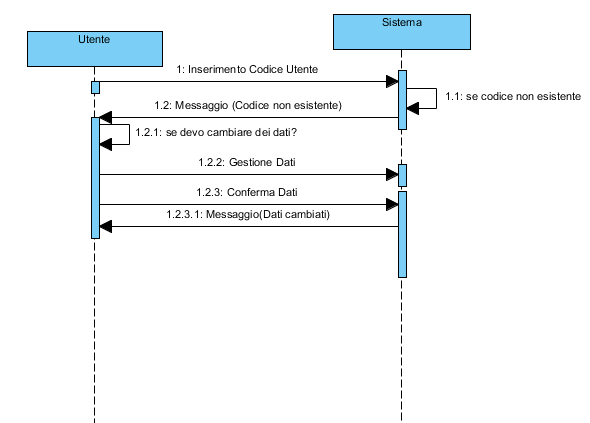 Sistema
Utente
1: Inserimento Codice Utente
1.1: se codice non esistente
1.2: Messaggio (Codice non esistente)
1.2.1: se devo cambiare dei dati?
1.2.2: Gestione Dati
1.2.3: Conferma Dati
1.2.3.1: Messaggio(Dati cambiati)